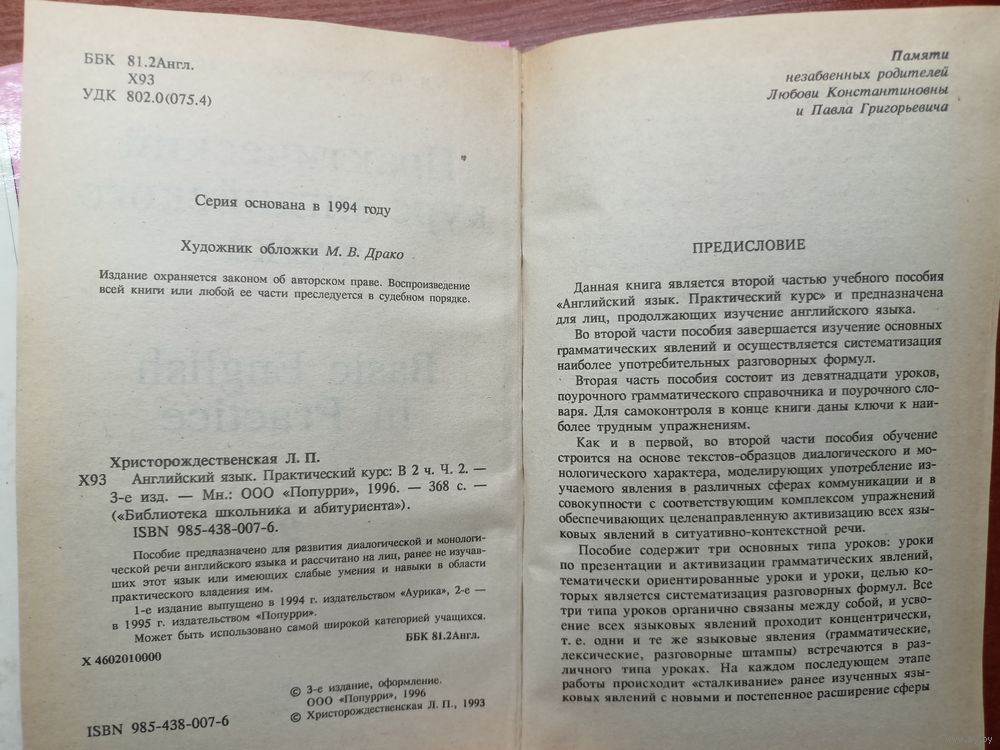 ББК 81.2Англ.
Х93
УДК 802.0(075.4)
Серия основана в 1994 году
Художник обложки М. В. Драко
Издание охраняется законом об авторском праве. Воспроизведение
всей книги или любой ее части преследуется в судебном порядке.
Христорождественская Л. П.
Х93 Английский язык. Практический курс: В 2 ч. Ч. 2. —
3-е изд. — Мн.: ООО «Попурри», 1996. — 368 с. —
(«Библиотека школьника и абитуриента»).
ISBN 985-438-007-6.
Пособие предназначено для развития диалогической и монологи-
ческой речи английского языка и рассчитано на лиц, ранее не изучав-
ших этот язык или имеющих слабые умения и навыки в области
практического владения им.
1-е издание выпущено в 1994 г. издательством «Аурика», 2-е —
в 1995 г. издательством «Попурри».
Может быть использовано самой широкой категорией учащихся.
ББК 81.2Англ.
Х 4602010000
© 3-е издание, оформление.
ООО «Попурри», 1996
© Христорождественская Л. П., 1993
ISBN 985-438-007-6
Памяти
незабвенных родителей
Любови Константиновны
и Павла Григорьевича
ПРЕДИСЛОВИЕ
Данная книга является второй частью учебного пособия
«Английский язык. Практический курс» и предназначена
для лиц, продолжающих изучение английского языка.
Во второй части пособия завершается изучение основных
грамматических явлений и осуществляется систематизация
наиболее употребительных разговорных формул.
Вторая часть пособия состоит из девятнадцати уроков,
поурочного грамматического справочника и поурочного сло-
варя. Для самоконтроля в конце книги даны ключи к наи-
более трудным упражнениям.
Как и в первой, во второй части пособия обучение
строится на основе текстов-образцов диалогического и мо-
нологического характера, моделирующих употребление из-
учаемого явления в различных сферах коммуникации и в
совокупности с соответствующим комплексом упражнений
обеспечивающих целенаправленную активизацию всех язы-
ковых явлений в ситуативно-контекстной речи.
Пособие содержит три основных типа уроков: уроки
по презентации и активизации грамматических явлений,
тематически ориентированные уроки и уроки, целью ко-
торых является систематизация разговорных формул. Все
три типа уроков органично связаны между собой, и усво-
ение всех языковых явлений проходит концентрически,
т. е. одни и те же языковые явления (грамматические,
лексические, разговорные штампы) встречаются в раз-
личного типа уроках. На каждом последующем этапе
работы происходит «сталкивание» ранее изученных язы-
ковых явлений с новыми и постепенное расширение сферы